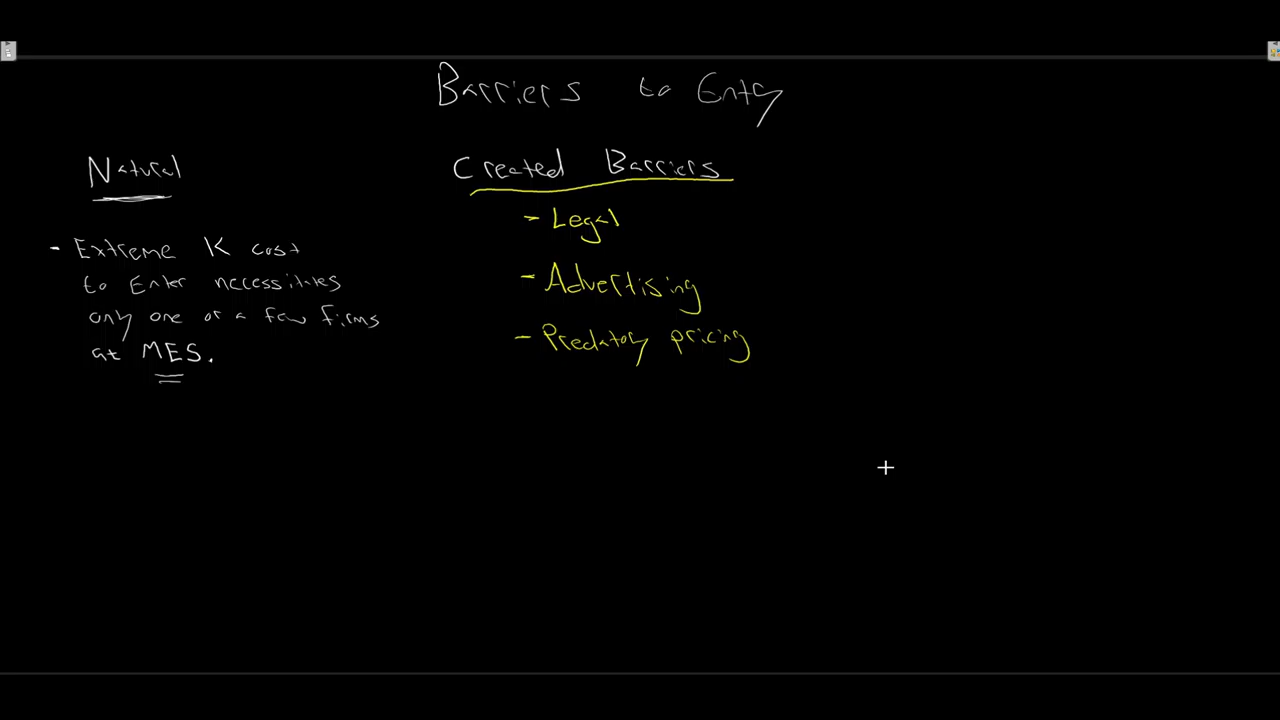 Barriers to Entry
Natural
- Extreme K cost
to Enter necessitates
only one or a few firms
at MES.
Created Barriers
- Legal
- Advertising
- Predatory pricing